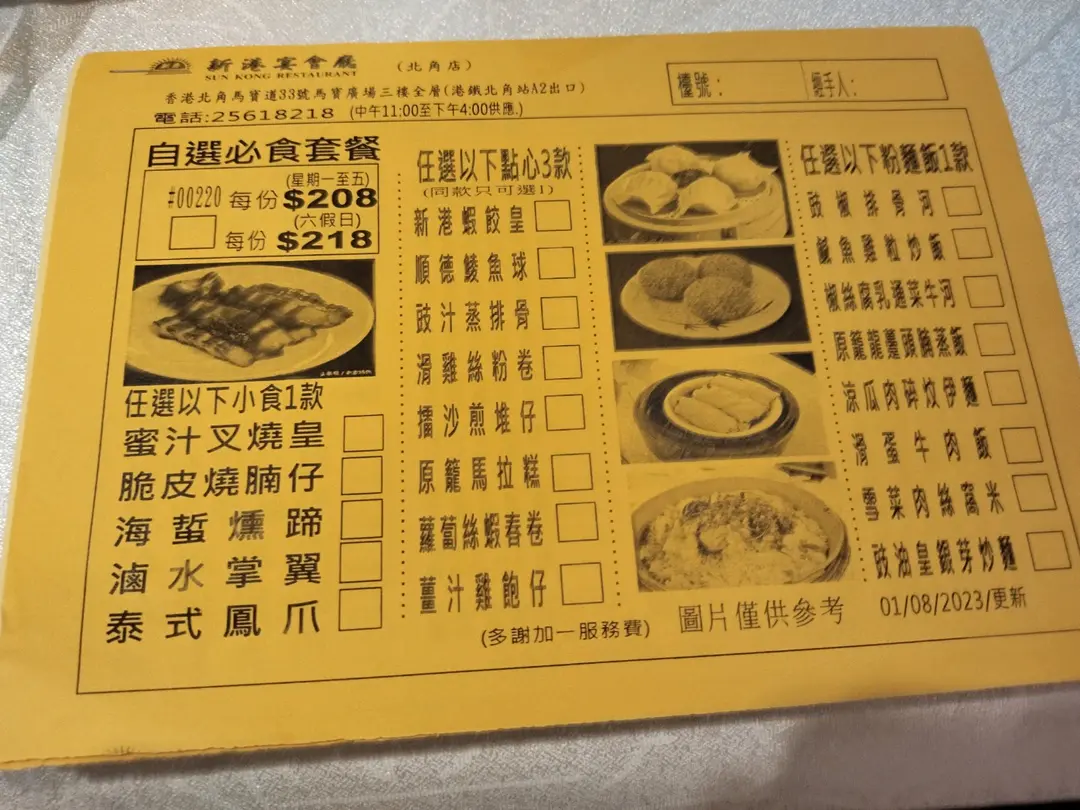 新港宴會廳 (北角店)
SUN KONG RESTAURANT
香港北角馬寶道33號馬寶廣場三樓全層(港鐵北角站A2出口)
電話:25618218 (中午11:00至下午4:00供應.)
檯號:
經手人:
自選必食套餐
(星期一至五)
#00220 每份 $208
(六假日)
每份 $218
任選以下小食1款
蜜汁叉燒皇
脆皮燒腩仔
海蜇燻蹄
滷水掌翼
泰式鳳爪
任選以下點心3款
(同款只可選1)
新港蝦餃皇
順德鯪魚球
豉汁蒸排骨
滑雞絲粉卷
擂沙煎堆仔
原籠馬拉糕
蘿蔔絲蝦春卷
薑汁雞飽仔
(多謝加一服務費)
圖片僅供參考
任選以下粉麵飯1款
豉椒排骨河
鹹魚雞粒炒飯
椒絲腐乳通菜牛河
原籠龍躉頭腩蒸飯
涼瓜肉碎炆伊麵
滑蛋牛肉飯
雪菜肉絲窩米
豉油皇銀芽炒麵
01/08/2023/更新